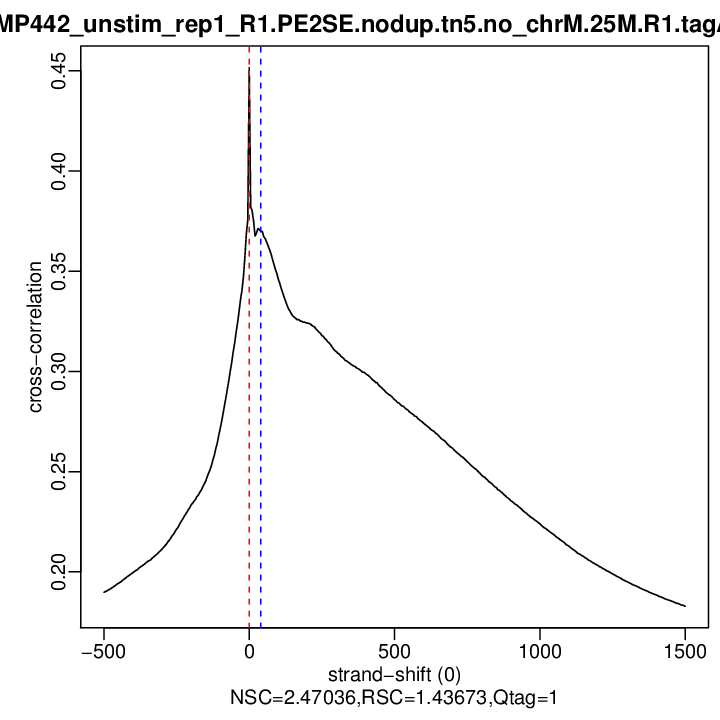 MP442_unstim_rep1_R1.PE2SE.nodup.tn5.no_chrM.25M.R1.tagA
0.45
0.40
0.35
0.30
0.25
0.20
cross−correlation
−500 0 500 1000 1500
strand−shift (0)
NSC=2.47036,RSC=1.43673,Qtag=1